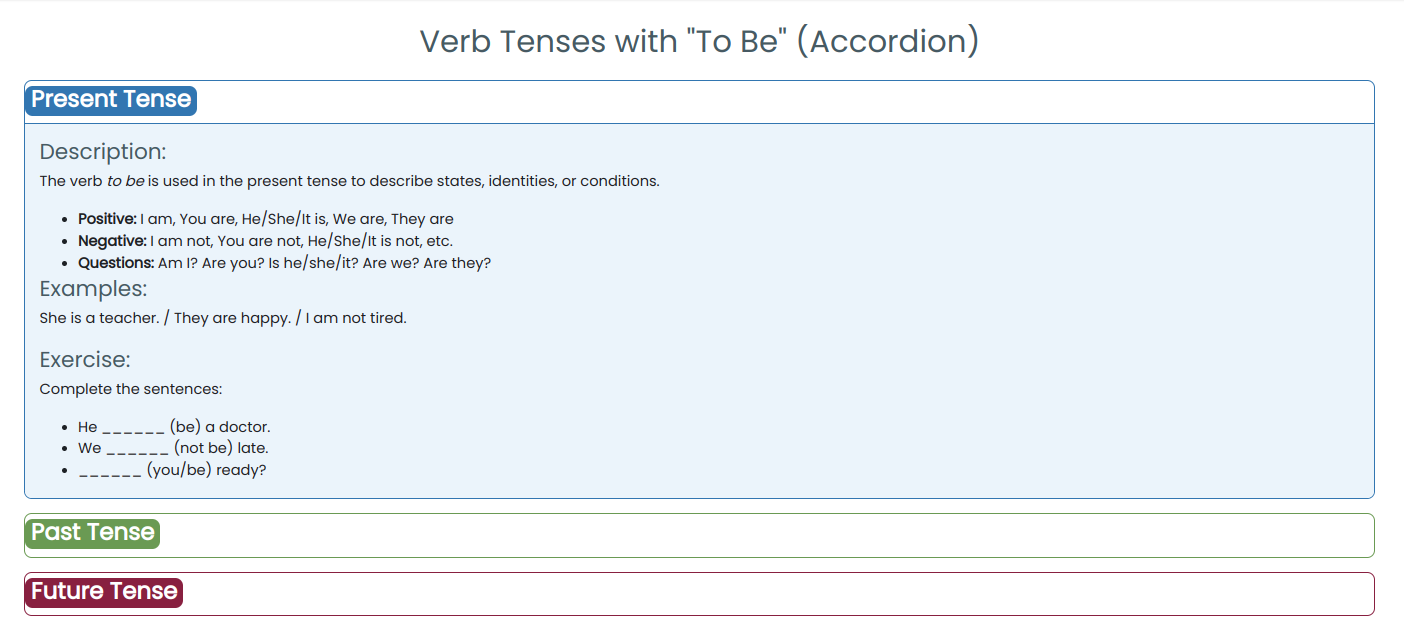 Verb Tenses with "To Be" (Accordion)
Present Tense
Description:
The verb to be is used in the present tense to describe states, identities, or conditions.
• Positive: I am, You are, He/She/It is, We are, They are
• Negative: I am not, You are not, He/She/It is not, etc.
• Questions: Am I? Are you? Is he/she/it? Are we? Are they?
Examples:
She is a teacher. / They are happy. / I am not tired.
Exercise:
Complete the sentences:
• He ______ (be) a doctor.
• We ______ (not be) late.
• ______ (you/be) ready?
Past Tense
Future Tense